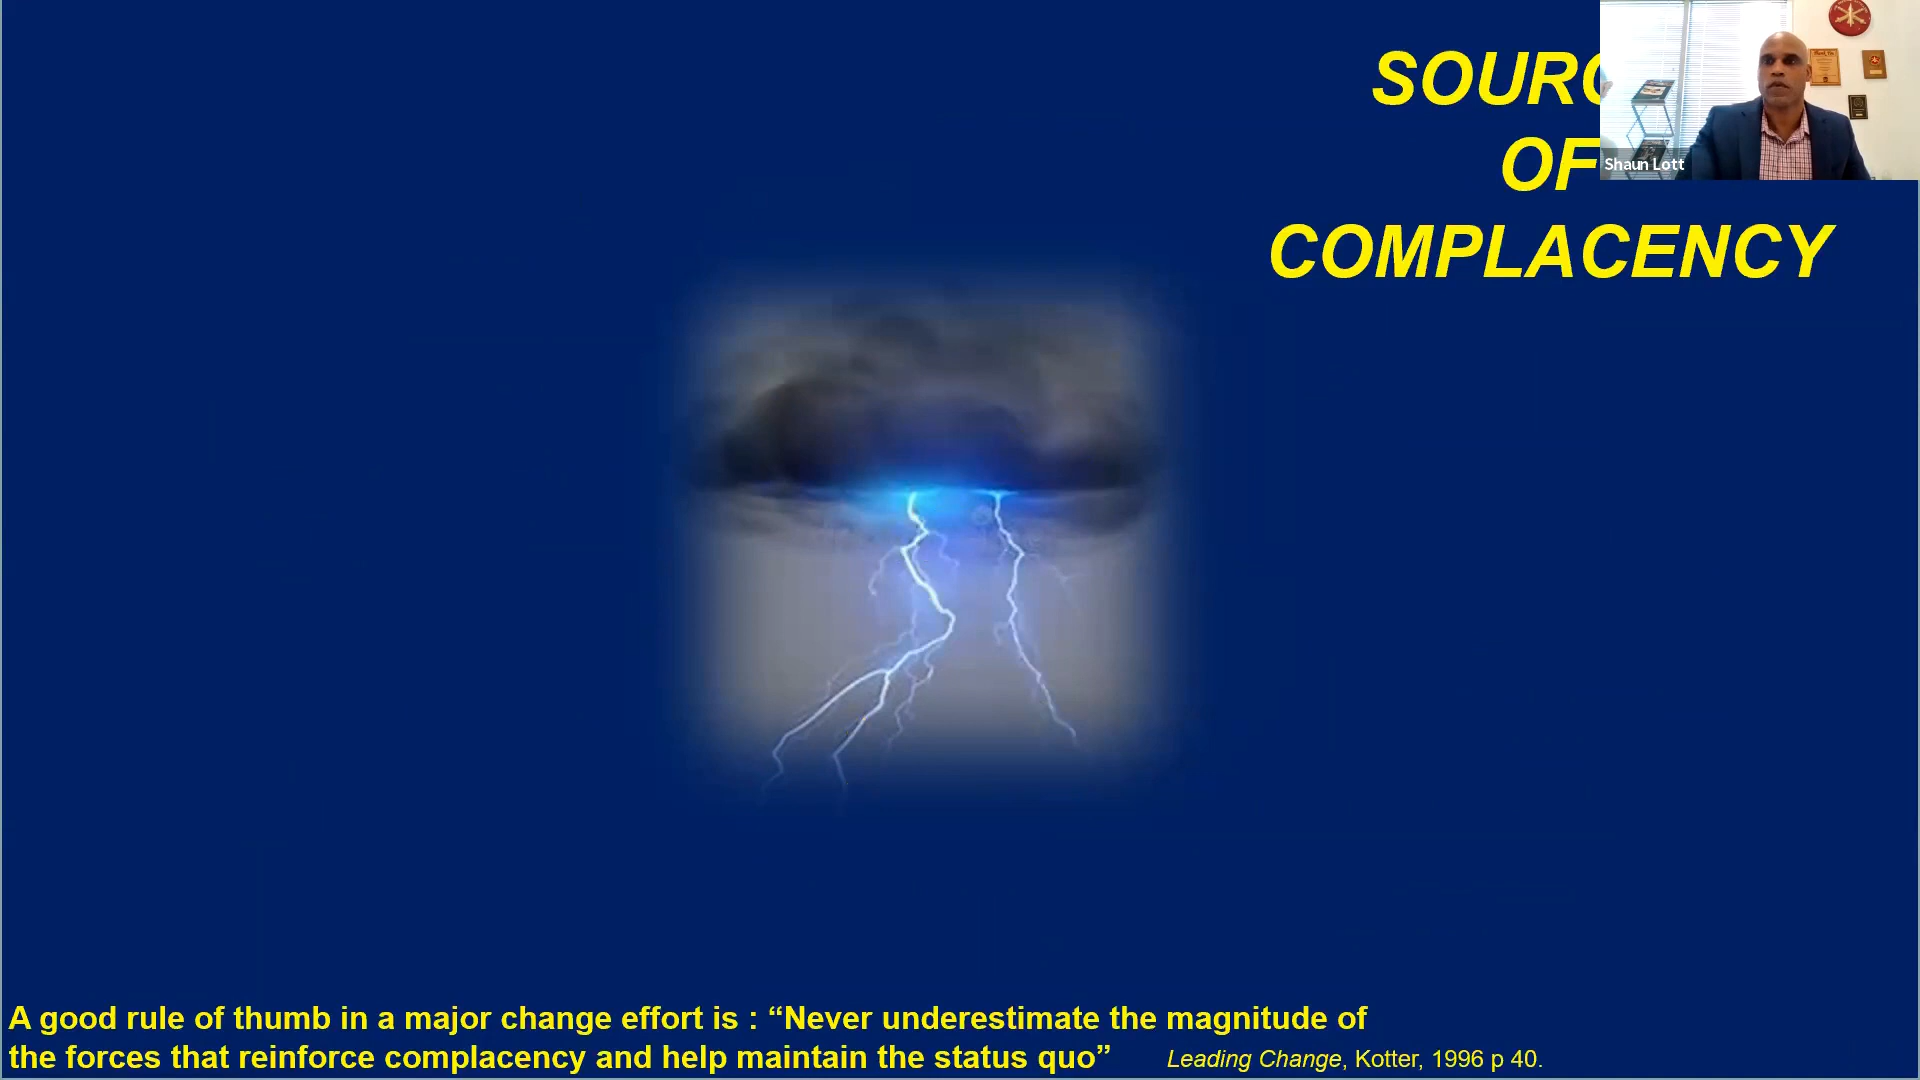 SOURC
OF
COMPLACENCY
Shaun Lott
A good rule of thumb in a major change effort is : “Never underestimate the magnitude of
the forces that reinforce complacency and help maintain the status quo” Leading Change, Kotter, 1996 p 40.